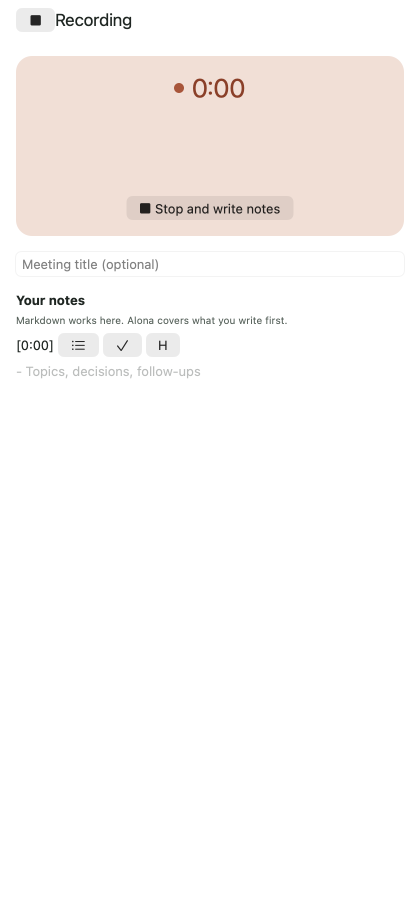 Recording
0:00
Stop and write notes
Meeting title (optional)
Your notes
Markdown works here. Alona covers what you write first.
[0:00] H
- Topics, decisions, follow-ups